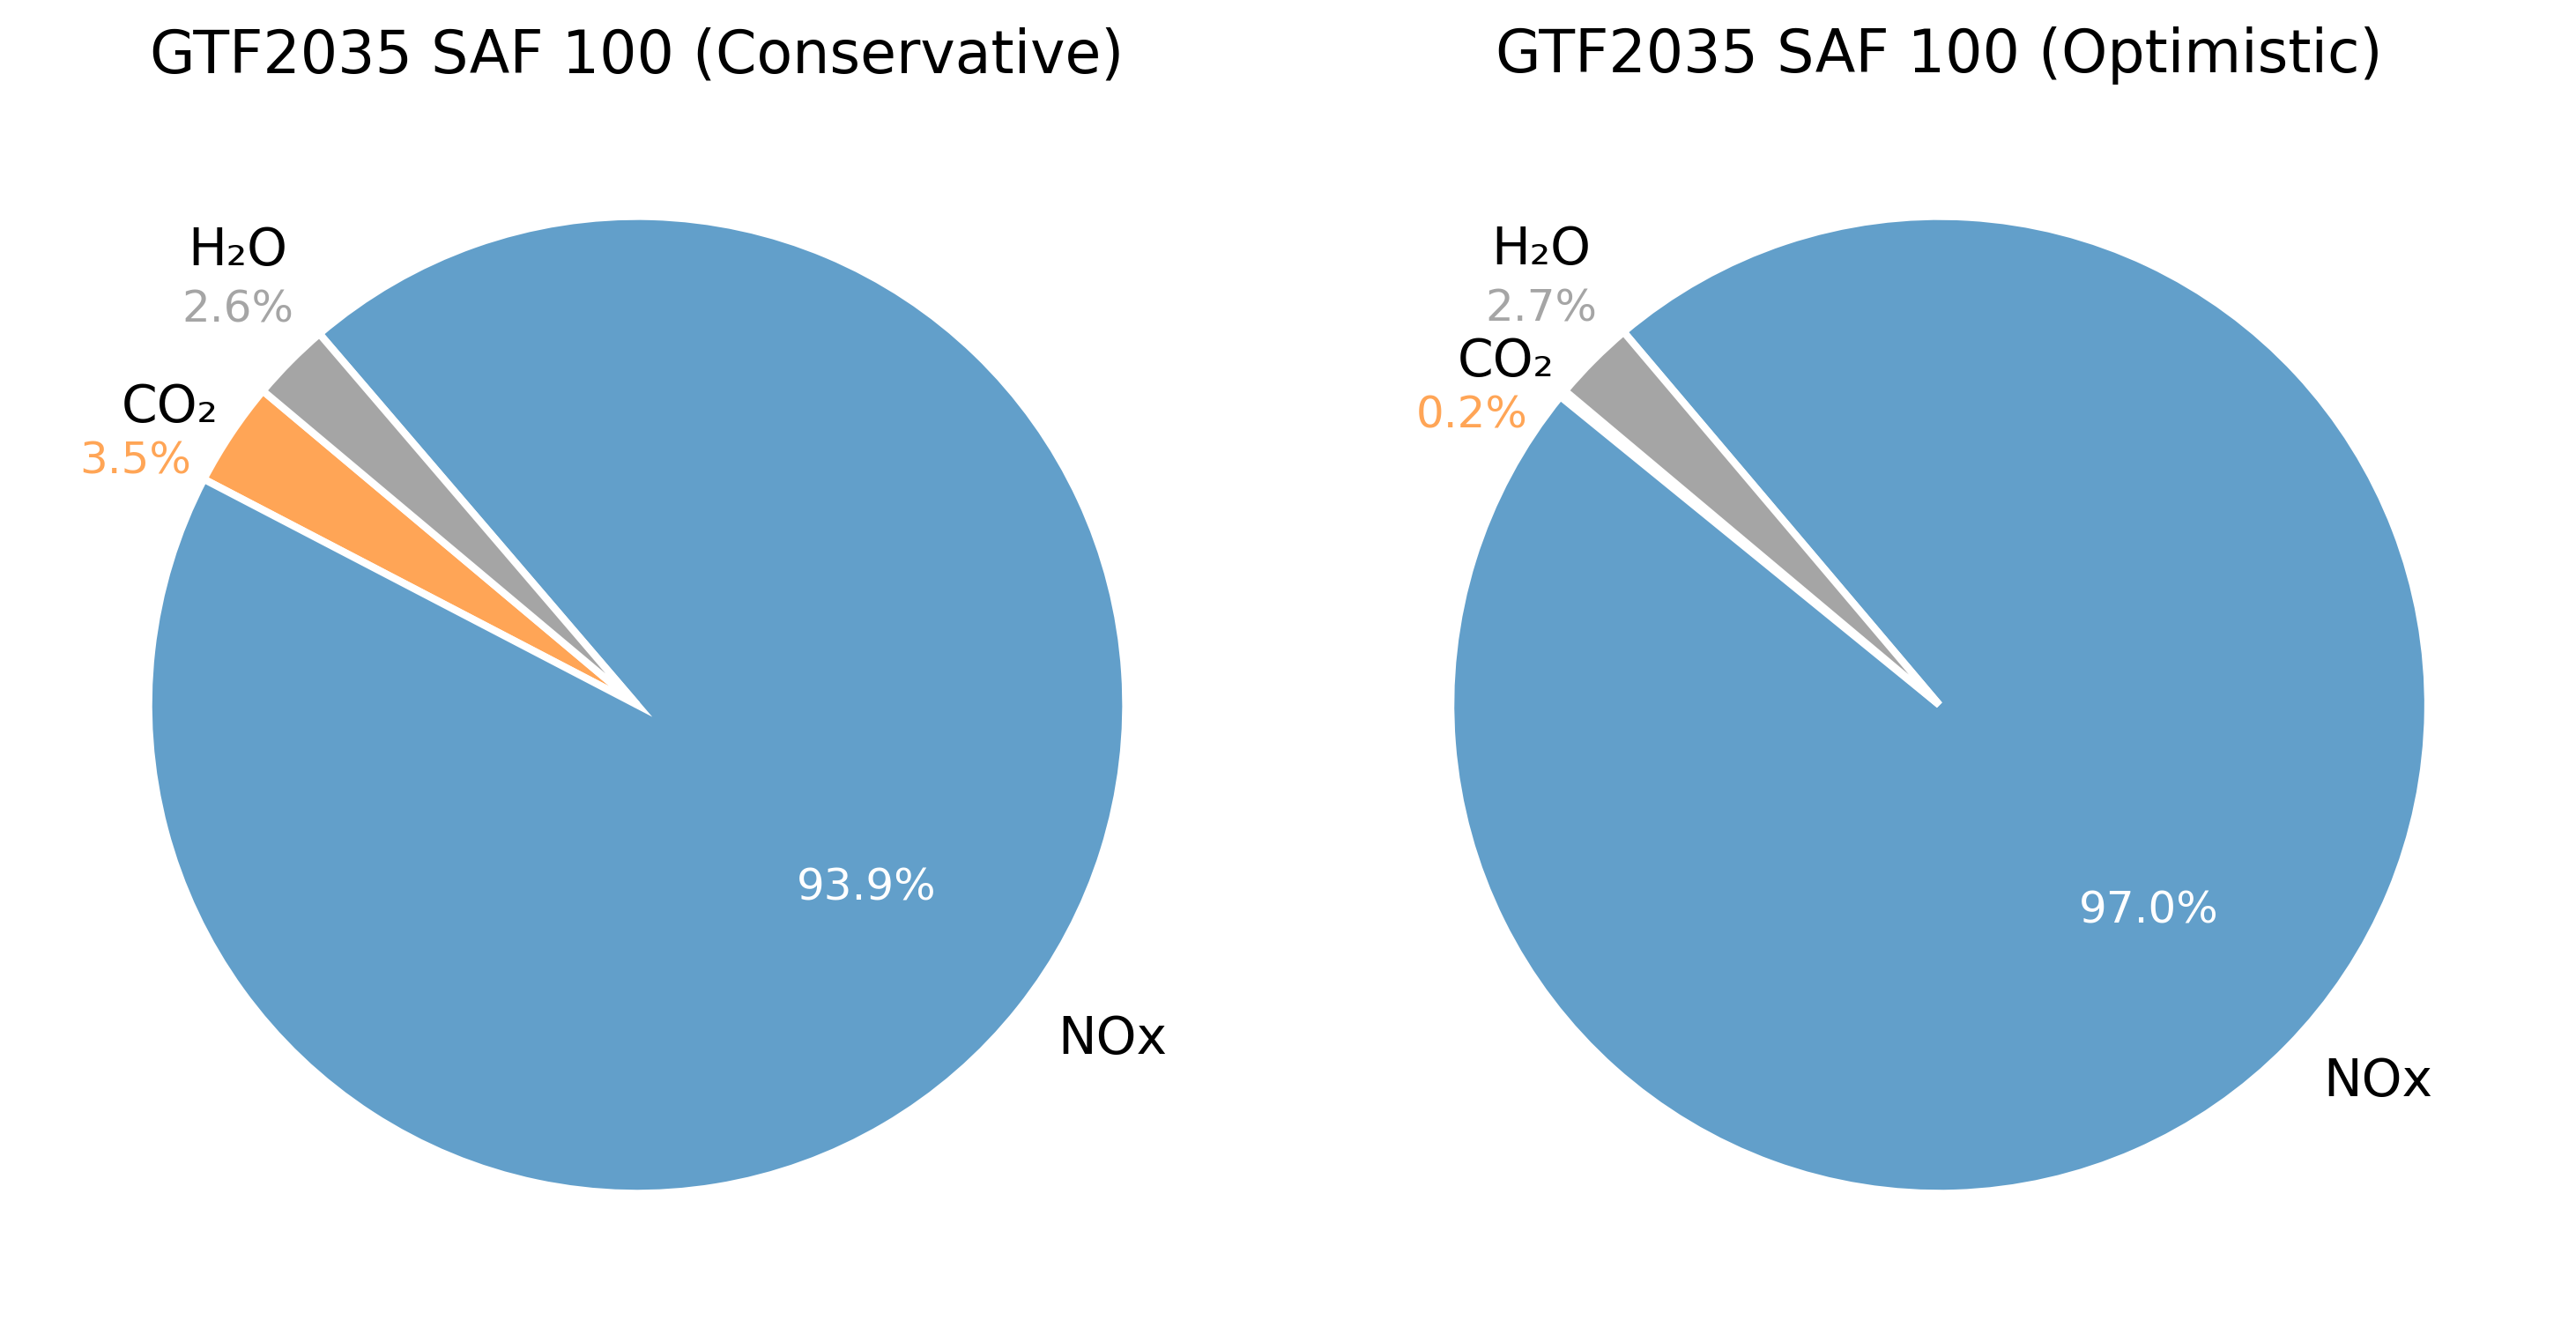 GTF2035 SAF 100 (Conservative)
H₂O
2.6%
CO₂
3.5%
93.9%
NOx
GTF2035 SAF 100 (Optimistic)
H₂O
2.7%
CO₂
0.2%
97.0%
NOx